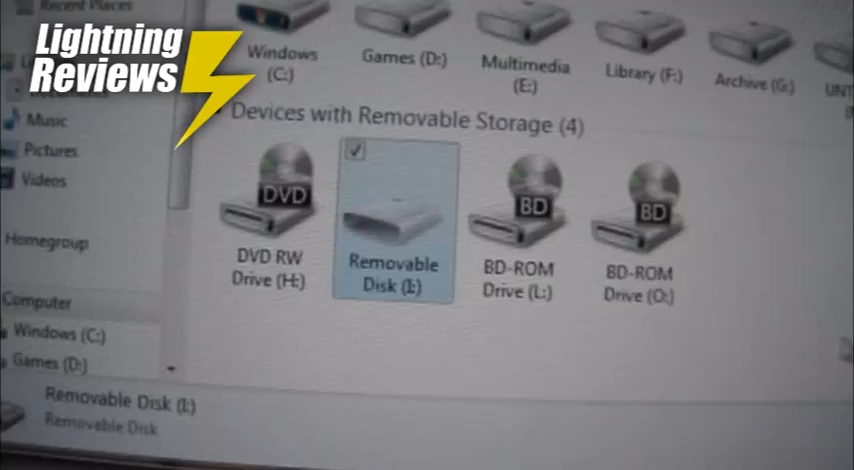 Recent Places
Lightning
Reviews
Windows
(C:)
Games (D:)
Multimedia
(E:)
Library (F:)
Archive (G:)
Devices with Removable Storage (4)
Music
Pictures
Videos
Homegroup
Computer
Windows (C:)
Games (D:)
DVD
DVD RW
Drive (H:)
Removable
Disk (I:)
BD
BD-ROM
Drive (L:)
BD
BD-ROM
Drive (O:)
Removable Disk (I:)
Removable Disk